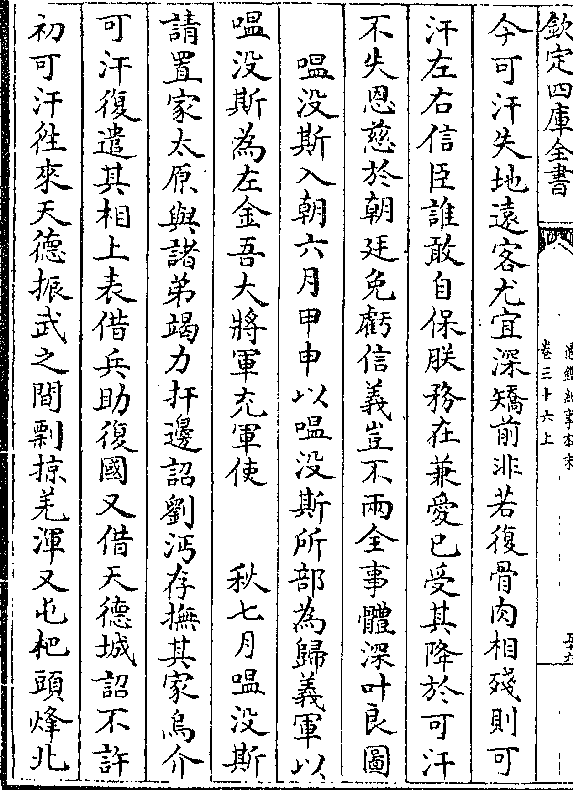 欽定四庫全書
通鑑紀事本末
卷三十六上
今可汗失地遠客尤宜深矯前非若復骨肉相殘則可
汗左右信臣誰敢自保朕務在兼愛已受其降於可汗
不失恩慈於朝廷免虧信義豈不兩全事體深叶良圖
嗢没斯入朝六月甲申以嗢没斯所部為歸義軍以
嗢没斯為左金吾大將軍充軍使 秋七月嗢没斯
請置家太原與諸弟竭力扞邊詔劉沔存撫其家烏介
可汗復遣其相上表借兵助復國又借天德城詔不許
初可汗徃來天德振武之間剽掠羌渾又屯杷頭烽北